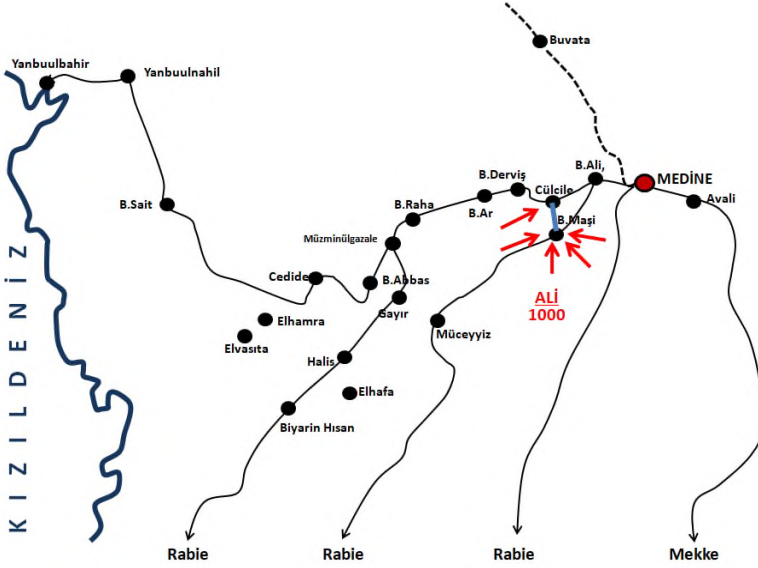 Buvata
Yanbuulbahir
Yanbuulnahil
B.Ali,
B.Derviş
MEDİNE
Cülcile
B.Sait
B.Raha
B.Ar
Avali
B.Maşi
Müzminülgazale
Cedide
B.Abbas
ALİ
1000
Gayır
Elhamra
Müceyyiz
Elvasıta
Halis
Elhafa
Biyarin Hısan
KIZILDENİZ
Rabie
Rabie
Rabie
Mekke